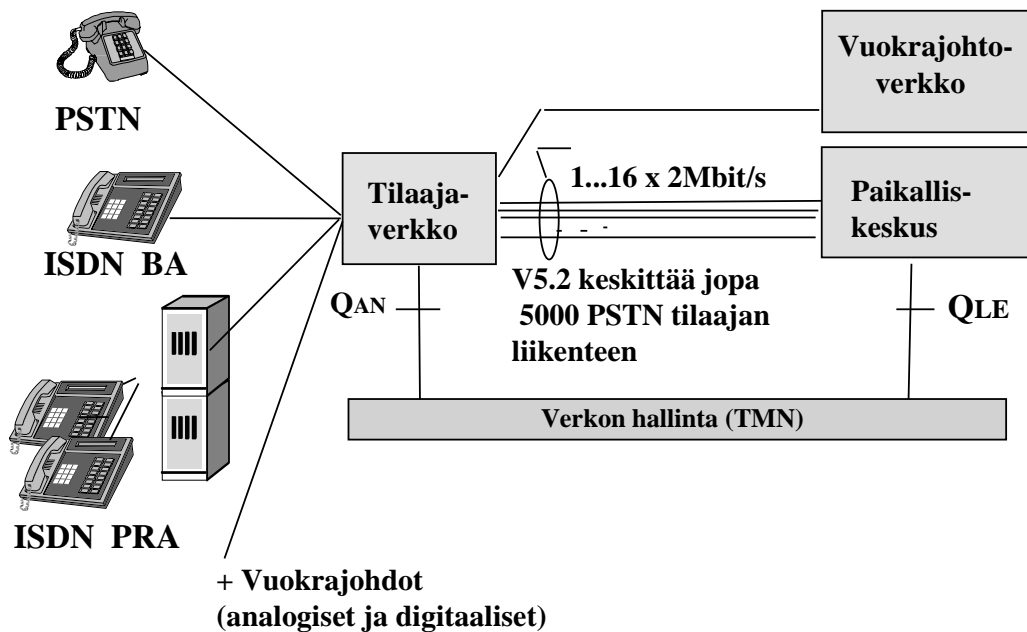 PSTN
ISDN BA
ISDN PRA
+ Vuokrajohdot
(analogiset ja digitaaliset)
Tilaaja-
verkko
Vuokrajohto-
verkko
1...16 x 2Mbit/s
Paikallis-
keskus
V5.2 keskittää jopa
5000 PSTN tilaajan
liikenteen
QAN
QLE
Verkon hallinta (TMN)